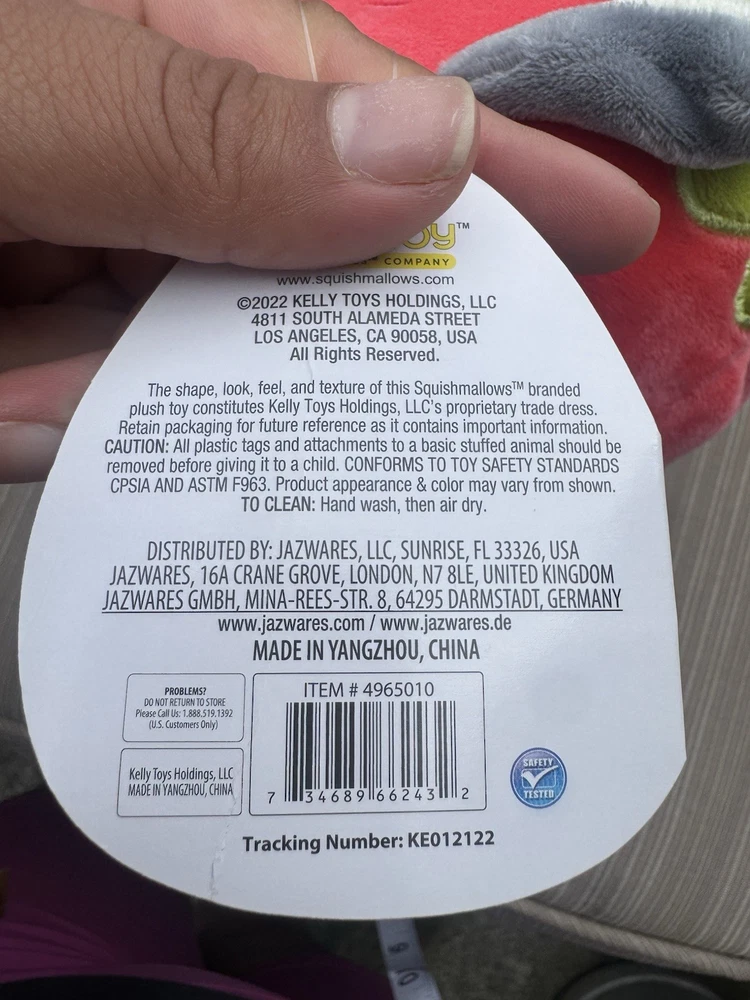 COMPANY
www.squishmallows.com
©2022 KELLY TOYS HOLDINGS, LLC
4811 SOUTH ALAMEDA STREET
LOS ANGELES, CA 90058, USA
All Rights Reserved.
The shape, look, feel, and texture of this Squishmallows™ branded
plush toy constitutes Kelly Toys Holdings, LLC's proprietary trade dress.
Retain packaging for future reference as it contains important information.
CAUTION: All plastic tags and attachments to a basic stuffed animal should be
removed before giving it to a child. CONFORMS TO TOY SAFETY STANDARDS
CPSIA AND ASTM F963. Product appearance & color may vary from shown.
TO CLEAN: Hand wash, then air dry.
DISTRIBUTED BY: JAZWARES, LLC, SUNRISE, FL 33326, USA
JAZWARES, 16A CRANE GROVE, LONDON, N7 8LE, UNITED KINGDOM
JAZWARES GMBH, MINA-REES-STR. 8, 64295 DARMSTADT, GERMANY
www.jazwares.com / www.jazwares.de
MADE IN YANGZHOU, CHINA
PROBLEMS?
DO NOT RETURN TO STORE
Please Call Us: 1.888.519.1392
(U.S. Customers Only)
Kelly Toys Holdings, LLC
MADE IN YANGZHOU, CHINA
ITEM # 4965010
7 34689 66243 2
SAFETY
TESTED
Tracking Number: KE012122